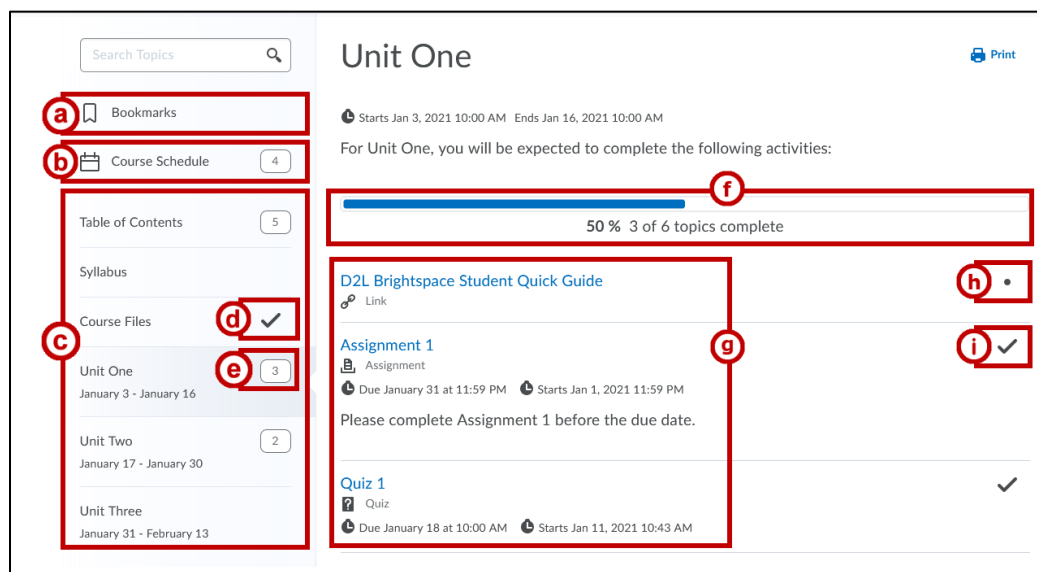 Search Topics
a
Bookmarks
b
Course Schedule 4
c
Table of Contents 5
Syllabus
Course Files
d
Unit One 3
e
January 3 - January 16
Unit Two 2
January 17 - January 30
Unit Three
January 31 - February 13
Unit One
Print
Starts Jan 3, 2021 10:00 AM Ends Jan 16, 2021 10:00 AM
For Unit One, you will be expected to complete the following activities:
f
50 % 3 of 6 topics complete
g
D2L Brightspace Student Quick Guide
h
Link
Assignment 1
i
Assignment
Due January 31 at 11:59 PM Starts Jan 1, 2021 11:59 PM
Please complete Assignment 1 before the due date.
Quiz 1
? Quiz
Due January 18 at 10:00 AM Starts Jan 11, 2021 10:43 AM